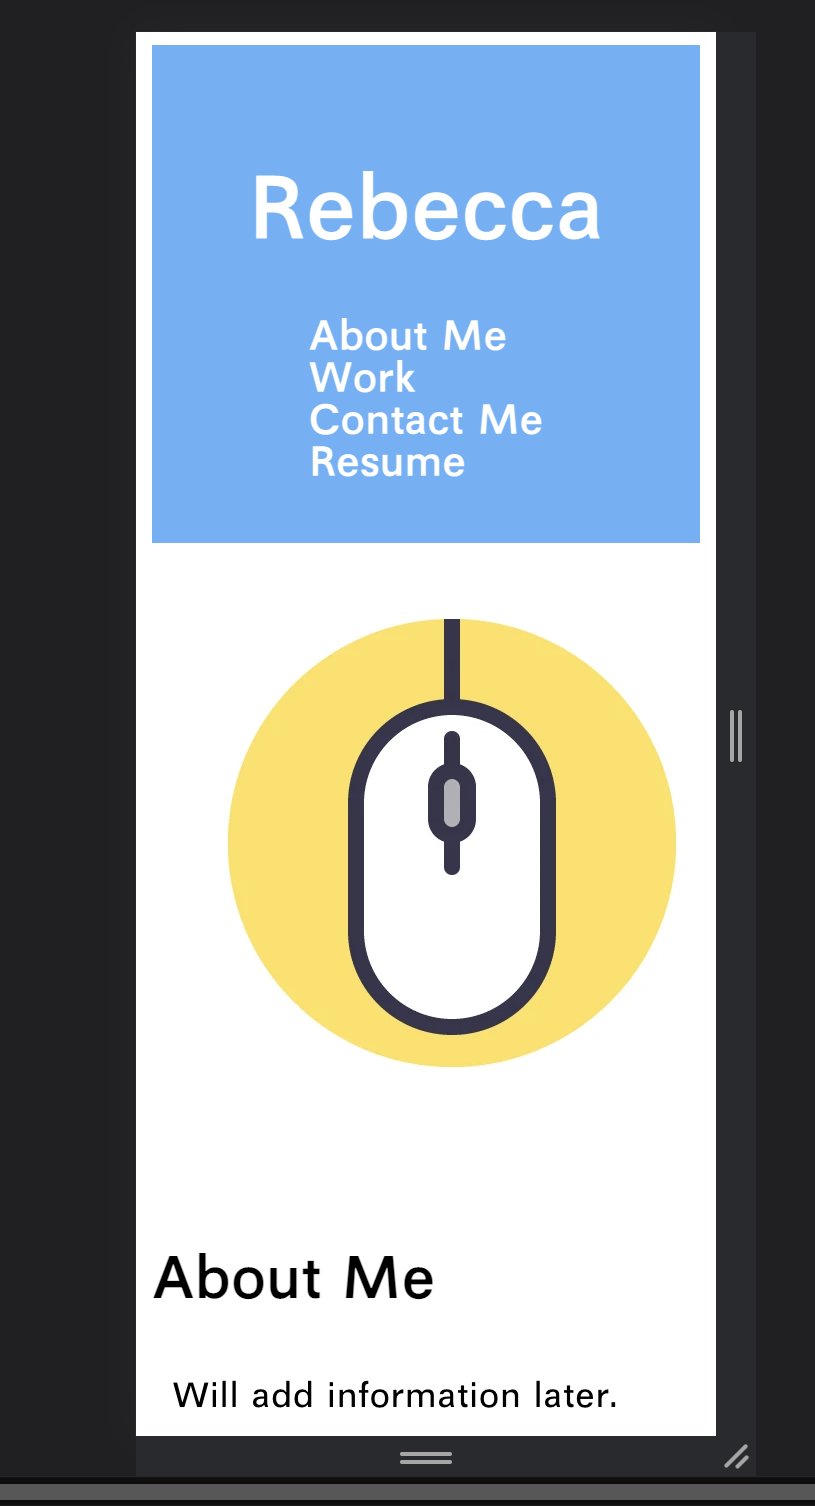 Rebecca
About Me
Work
Contact Me
Resume
About Me
Will add information later.